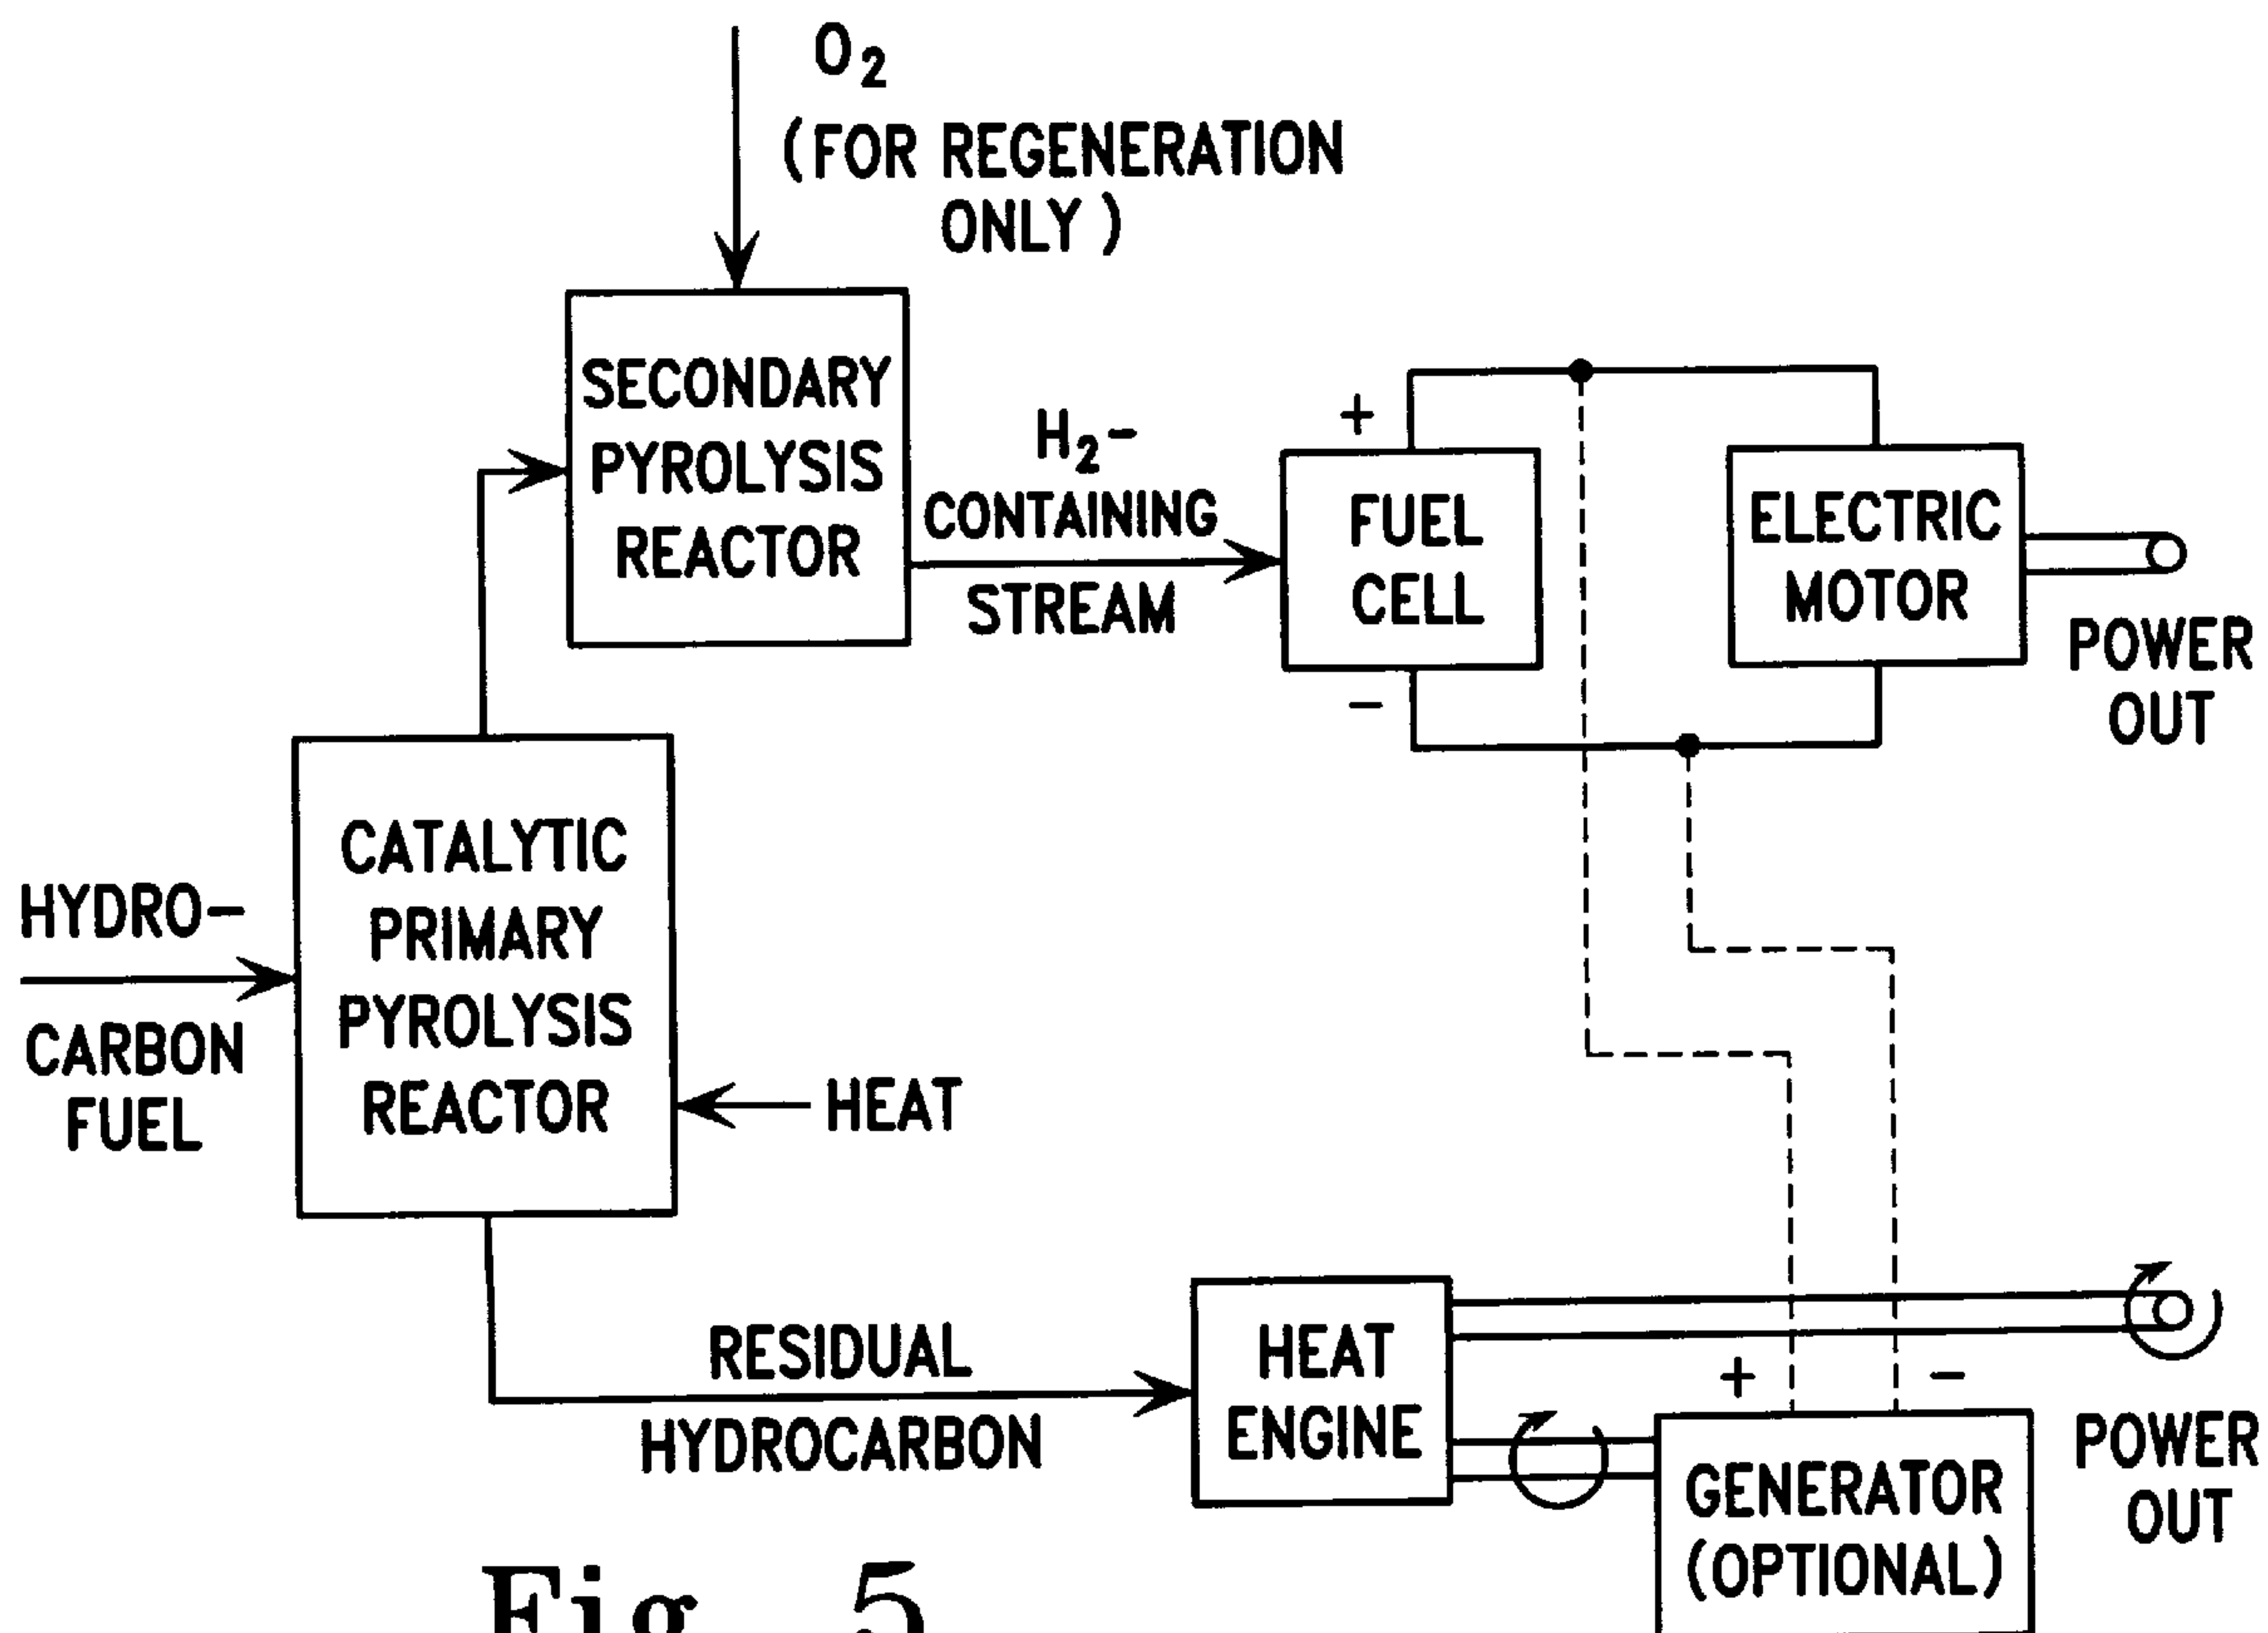 O₂
(FOR REGENERATION
ONLY)
SECONDARY
PYROLYSIS
REACTOR
H₂-
CONTAINING
STREAM
+
FUEL
CELL
-
ELECTRIC
MOTOR
POWER
OUT
CATALYTIC
PRIMARY
PYROLYSIS
REACTOR
HYDRO-
CARBON
FUEL
HEAT
RESIDUAL
HYDROCARBON
HEAT
ENGINE
+ -
GENERATOR
(OPTIONAL)
POWER
OUT
Fig. 5